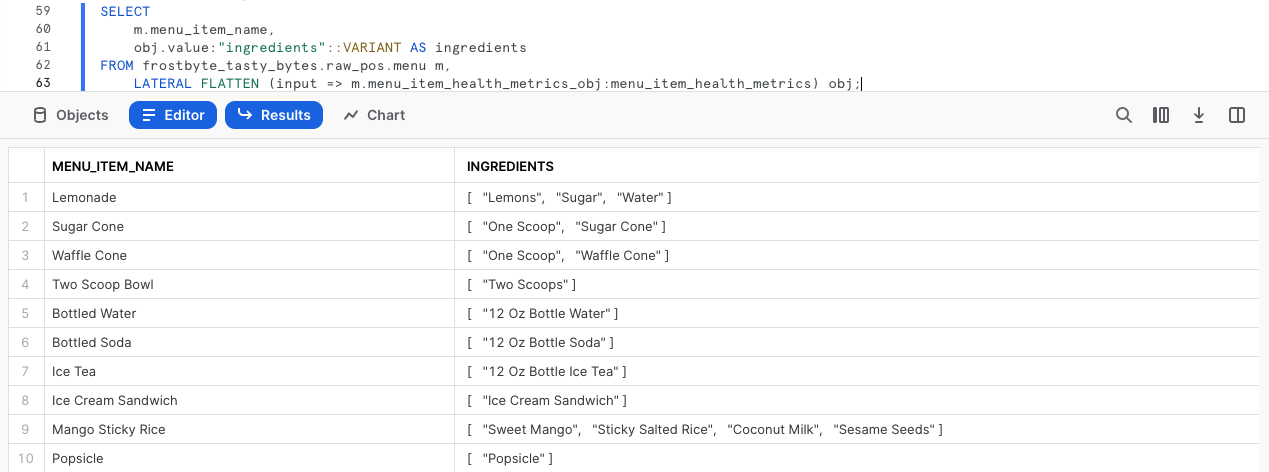 59 SELECT
60 m.menu_item_name,
61 obj.value:"ingredients"::VARIANT AS ingredients
62 FROM frostbyte_tasty_bytes.raw_pos.menu m,
63 LATERAL FLATTEN (input => m.menu_item_health_metrics_obj:menu_item_health_metrics) obj;
Objects Editor Results Chart
MENU_ITEM_NAME INGREDIENTS
1 Lemonade [ "Lemons", "Sugar", "Water" ]
2 Sugar Cone [ "One Scoop", "Sugar Cone" ]
3 Waffle Cone [ "One Scoop", "Waffle Cone" ]
4 Two Scoop Bowl [ "Two Scoops" ]
5 Bottled Water [ "12 Oz Bottle Water" ]
6 Bottled Soda [ "12 Oz Bottle Soda" ]
7 Ice Tea [ "12 Oz Bottle Ice Tea" ]
8 Ice Cream Sandwich [ "Ice Cream Sandwich" ]
9 Mango Sticky Rice [ "Sweet Mango", "Sticky Salted Rice", "Coconut Milk", "Sesame Seeds" ]
10 Popsicle [ "Popsicle" ]